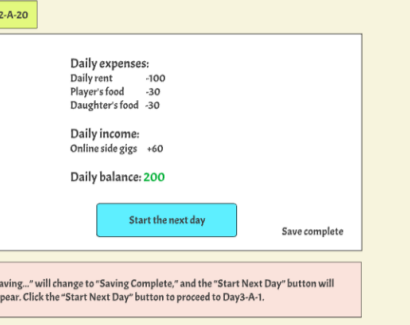 2-A-20
Daily expenses:
Daily rent -100
Player's food -30
Daughter's food -30
Daily income:
Online side gigs +60
Daily balance: 200
Start the next day
Save complete
aving..." will change to "Saving Complete," and the "Start Next Day" button will
pear. Click the "Start Next Day" button to proceed to Day3-A-1.